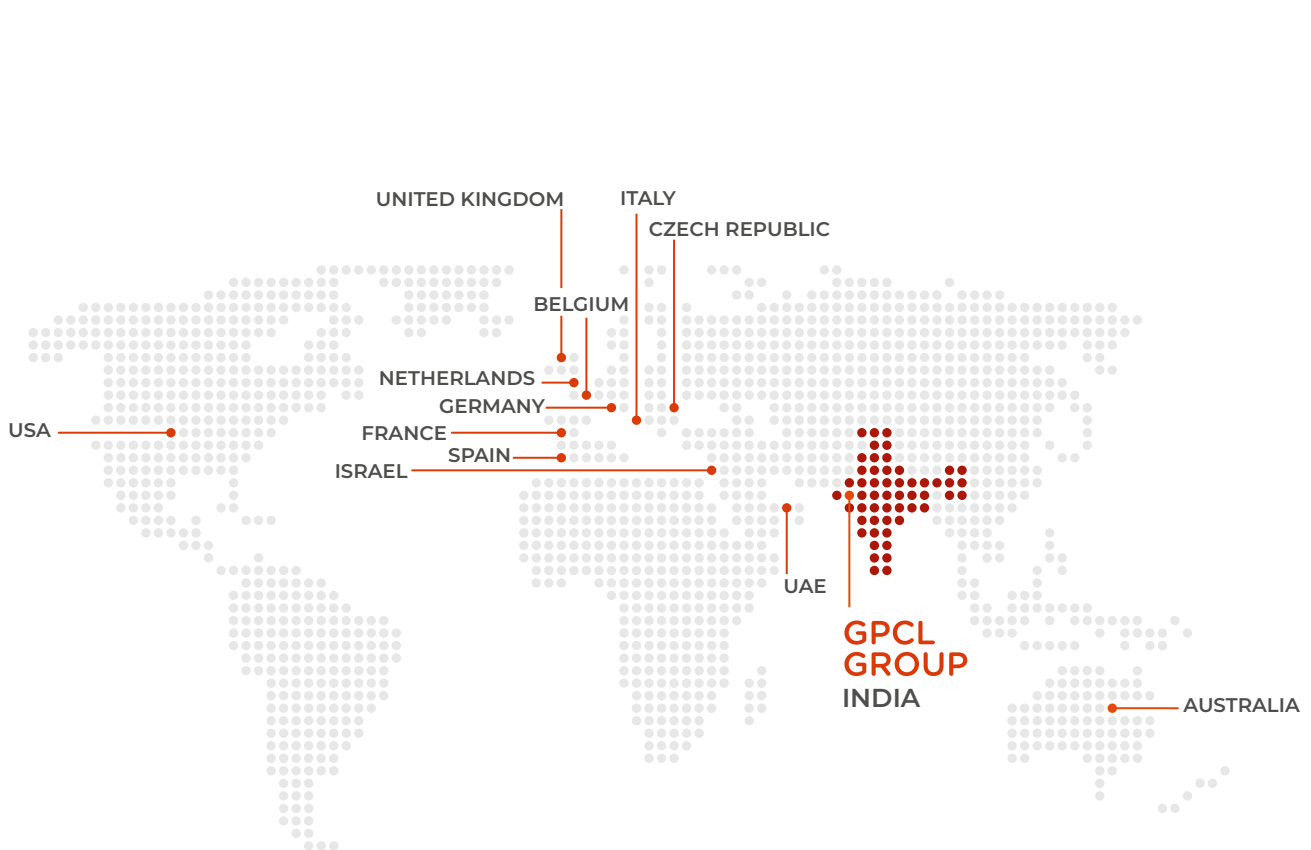 UNITED KINGDOM
ITALY
CZECH REPUBLIC
BELGIUM
NETHERLANDS
GERMANY
USA
FRANCE
SPAIN
ISRAEL
UAE
GPCL
GROUP
INDIA
AUSTRALIA